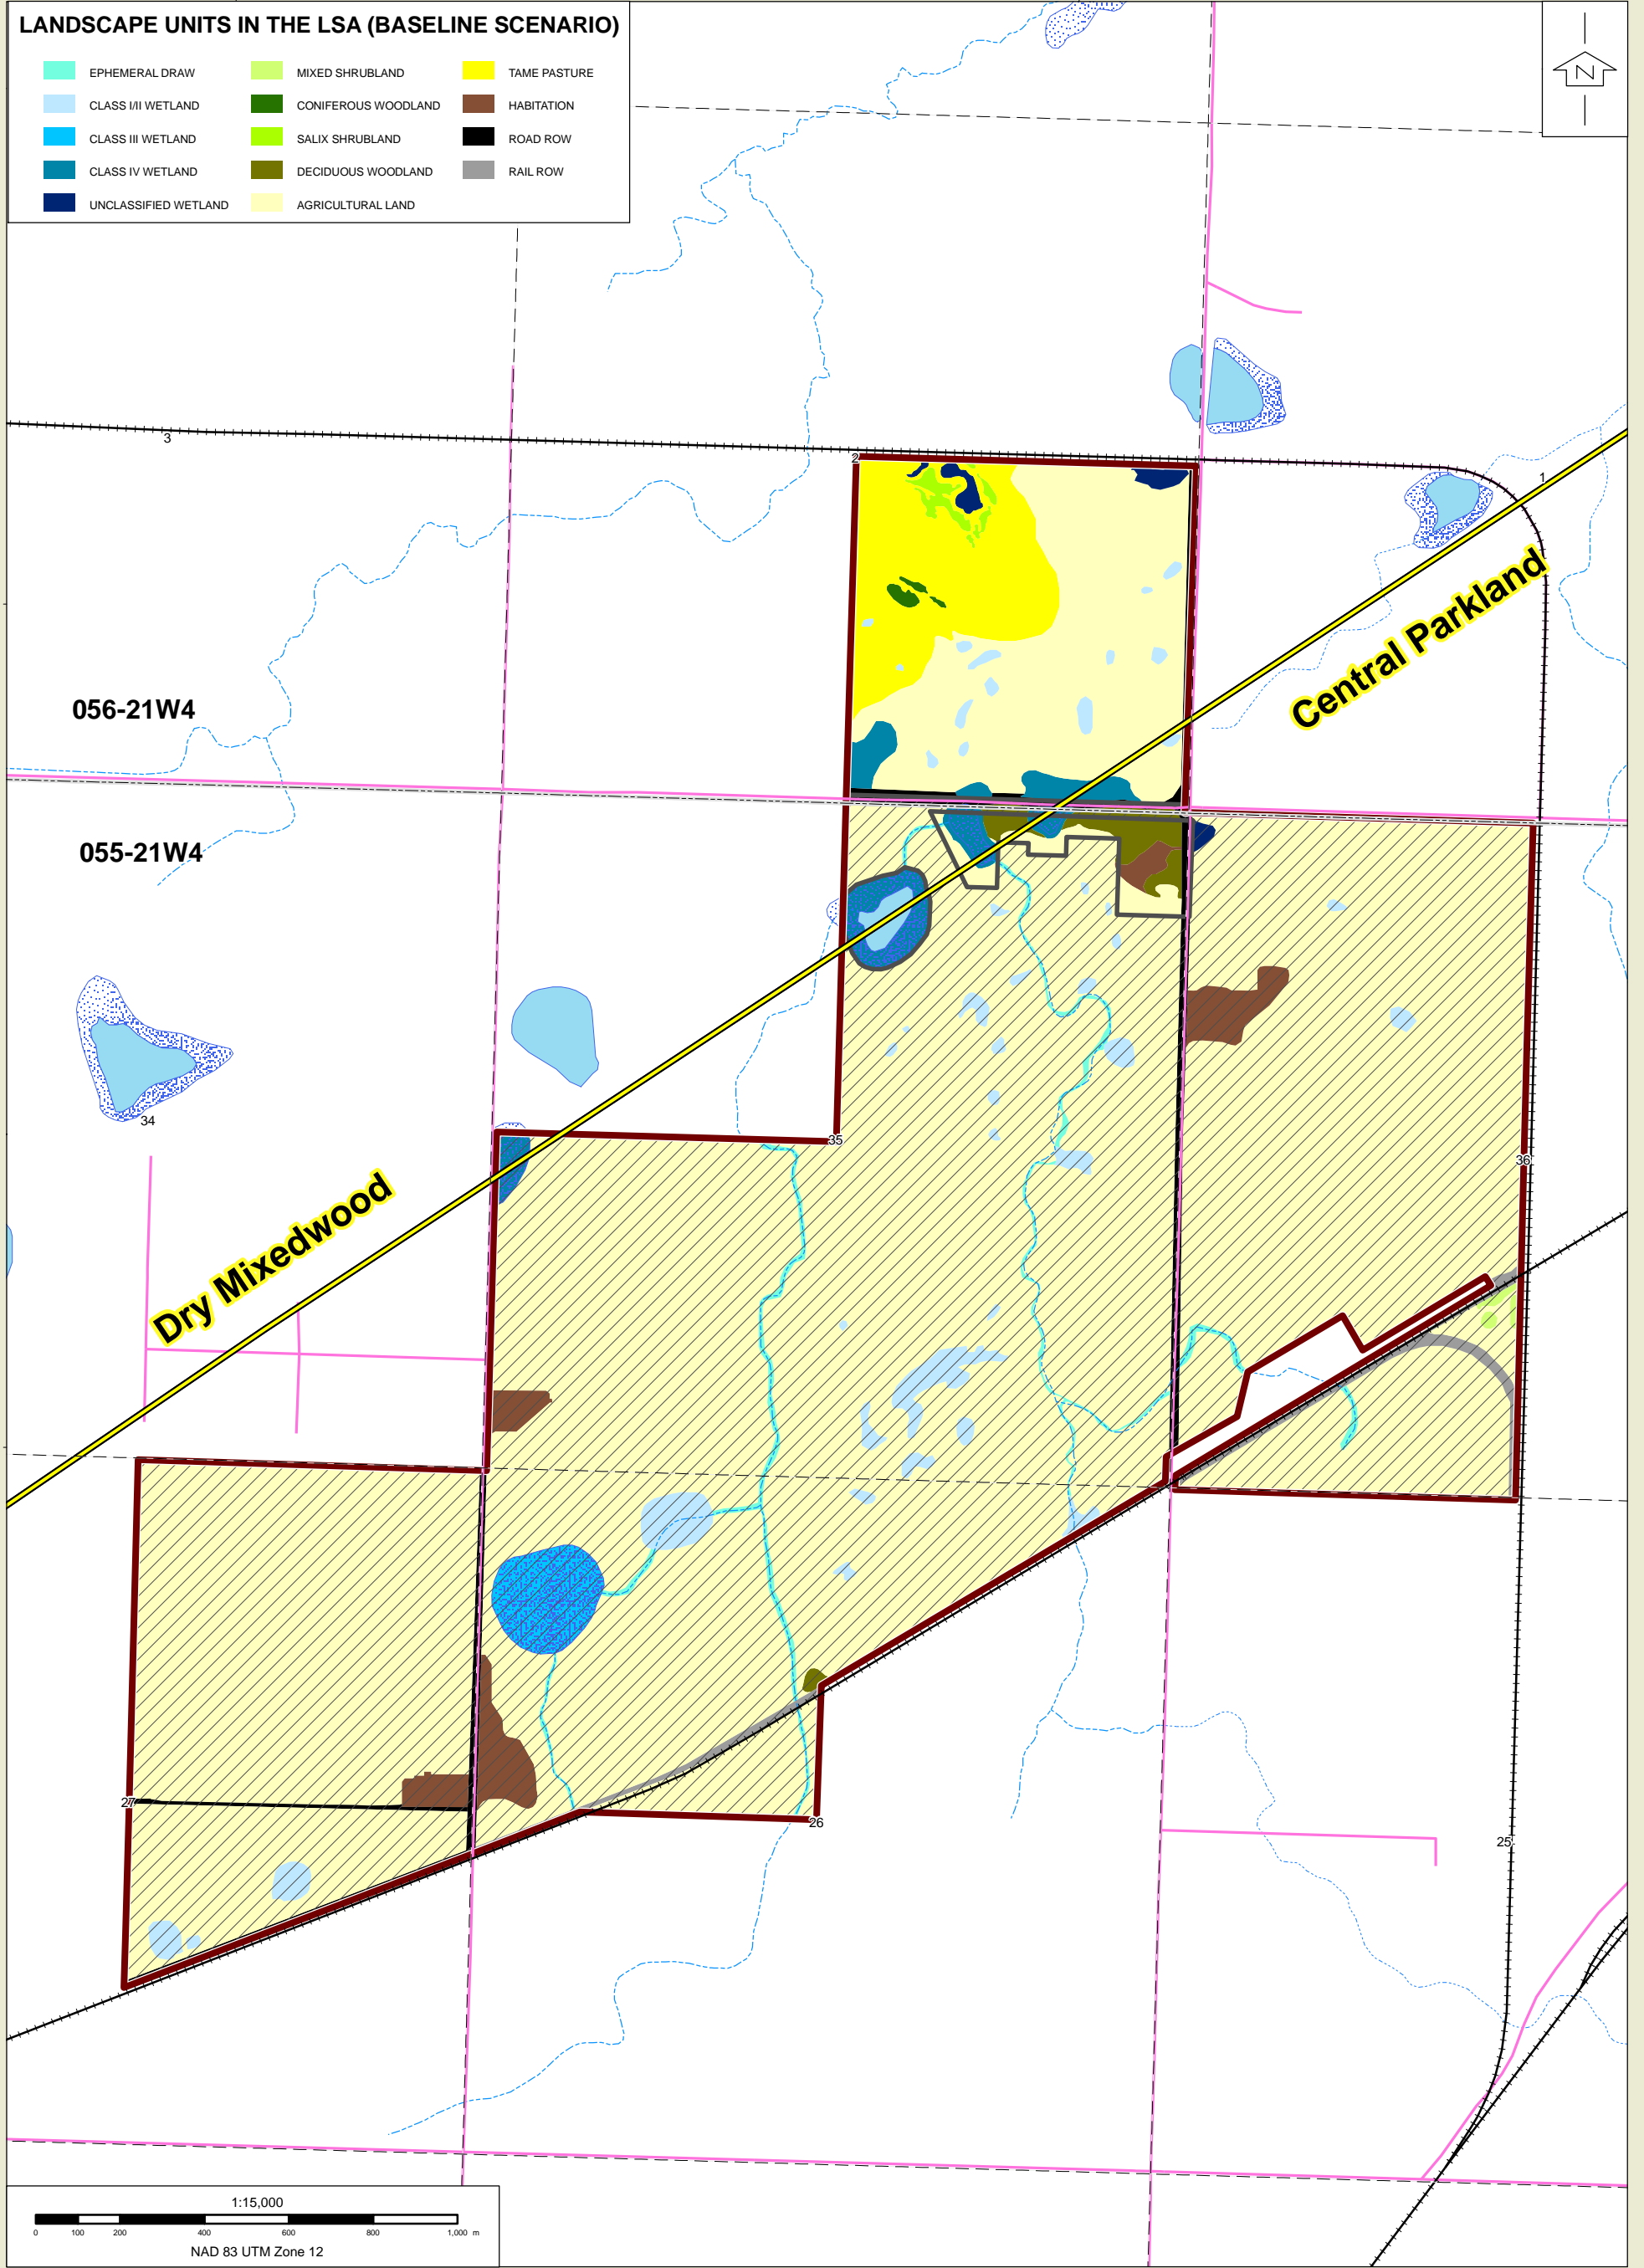 LANDSCAPE UNITS IN THE LSA (BASELINE SCENARIO)
EPHEMERAL DRAW
CLASS I/II WETLAND
CLASS III WETLAND
CLASS IV WETLAND
UNCLASSIFIED WETLAND
MIXED SHRUBLAND
CONIFEROUS WOODLAND
SALIX SHRUBLAND
DECIDUOUS WOODLAND
AGRICULTURAL LAND
TAME PASTURE
HABITATION
ROAD ROW
RAIL ROW
N
3
2
1
Central Parkland
056-21W4
055-21W4
34
35
36
Dry Mixedwood
27
26
25
1:15,000
0 100 200 400 600 800 1,000 m
NAD 83 UTM Zone 12